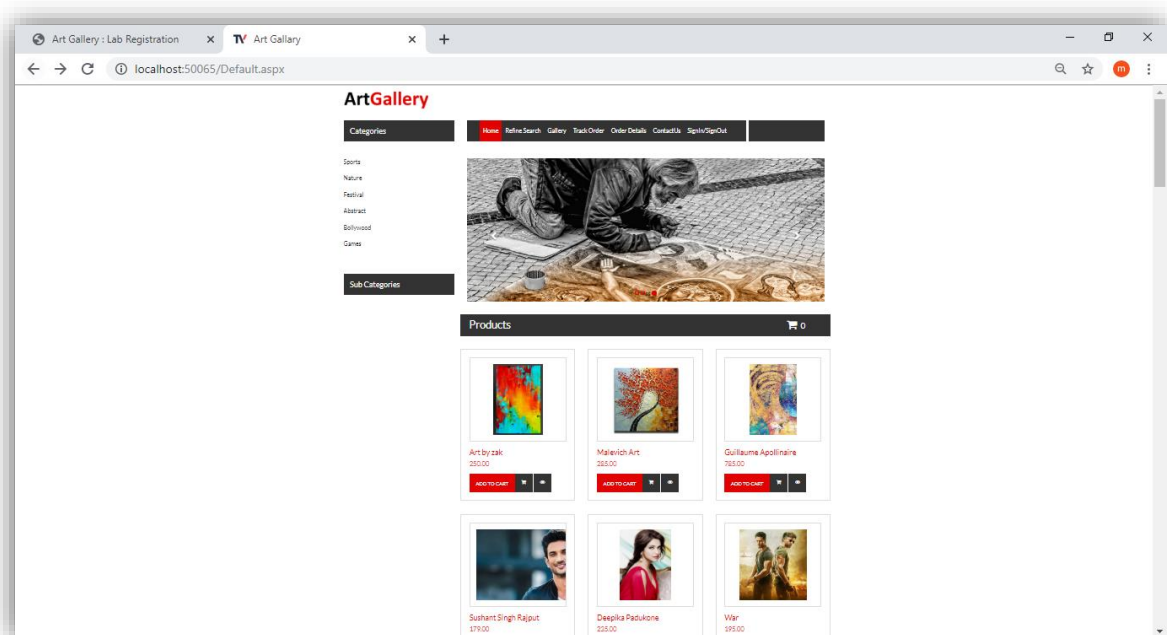 Art Gallery : Lab Registration
Art Gallary
localhost:50065/Default.aspx
m
ArtGallery
Categories
Home Refine Search Gallery Track Order Order Details ContactUs SignIn/SignOut
Sports
Nature
Festival
Abstract
Bollywood
Games
Sub Categories
Products 0
Art by zak
250.00
ADD TO CART
Malevich Art
285.00
ADD TO CART
Guillaume Apollinaire
785.00
ADD TO CART
Sushant Singh Rajput
179.00
Deepika Padukone
235.00
War
195.00